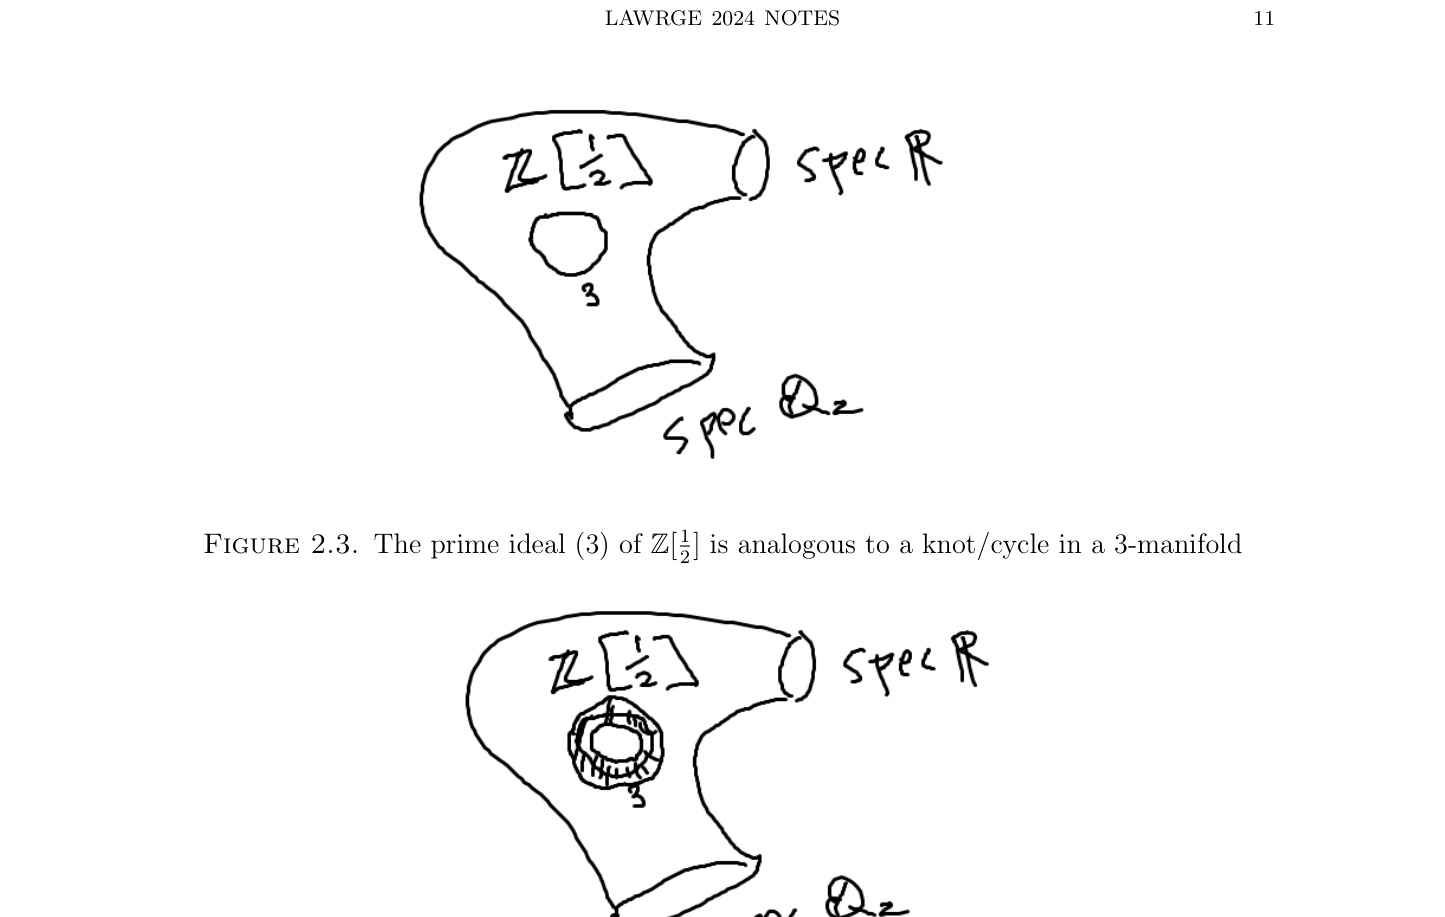 LAWRGE 2024 NOTES 11
ℤ[1/2] spec ℝ
3
spec ℚ₂
FIGURE 2.3. The prime ideal (3) of ℤ[1/2] is analogous to a knot/cycle in a 3-manifold
ℤ[1/2] spec ℝ
3
ℚ₂